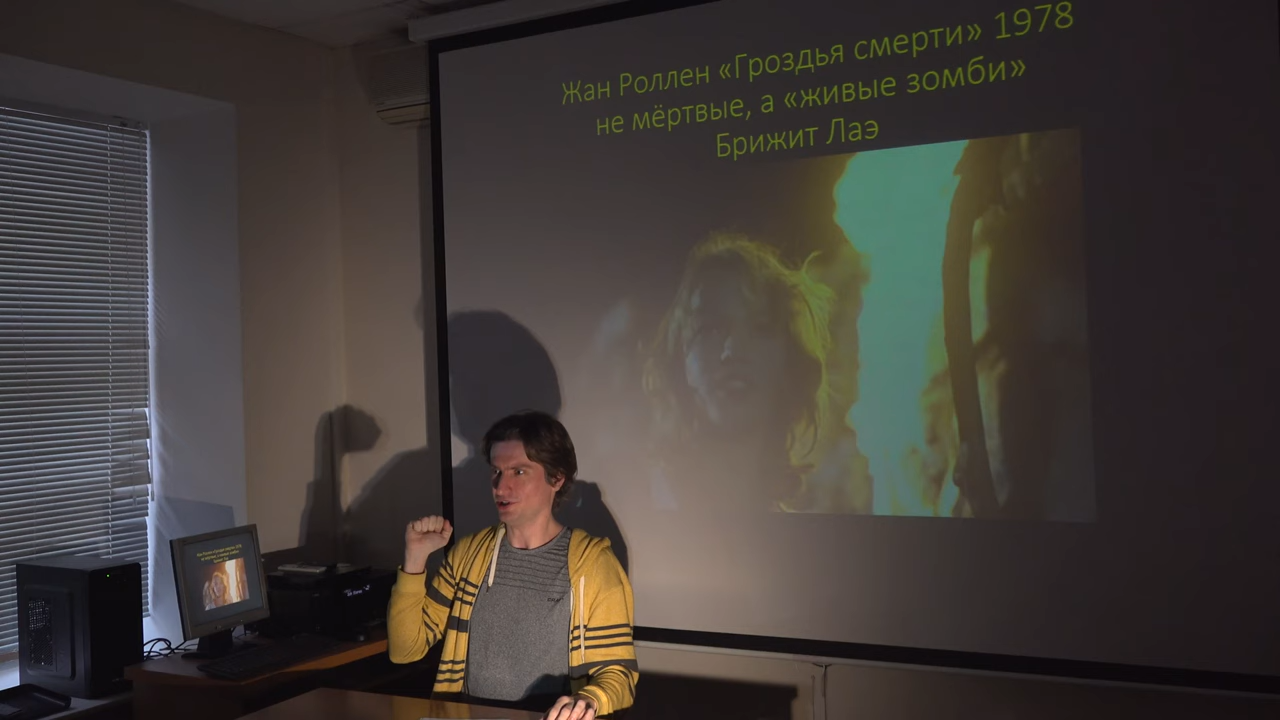 Жан Роллен «Гроздья смерти» 1978
не мёртвые, а «живые зомби»
Брижит Лаэ